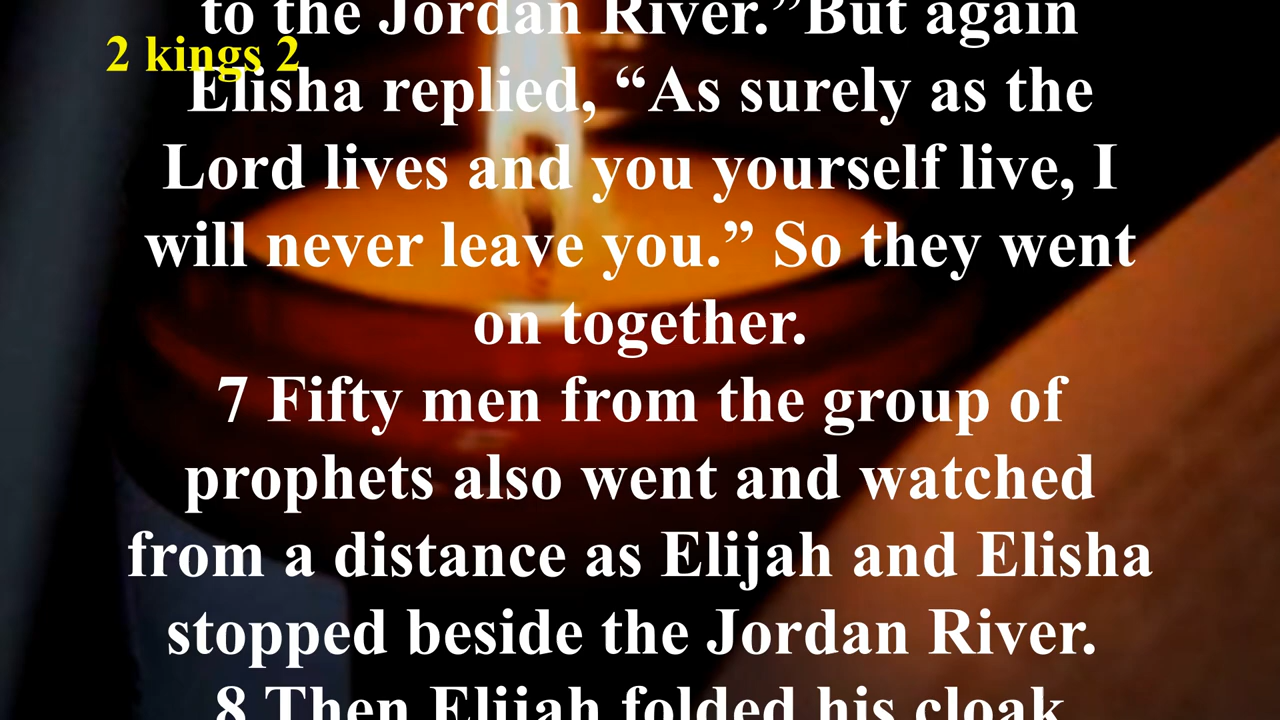 to the Jordan River.”But again
2 kings 2
Elisha replied, “As surely as the
Lord lives and you yourself live, I
will never leave you.” So they went
on together.
7 Fifty men from the group of
prophets also went and watched
from a distance as Elijah and Elisha
stopped beside the Jordan River.
8 Then Elijah folded his cloak